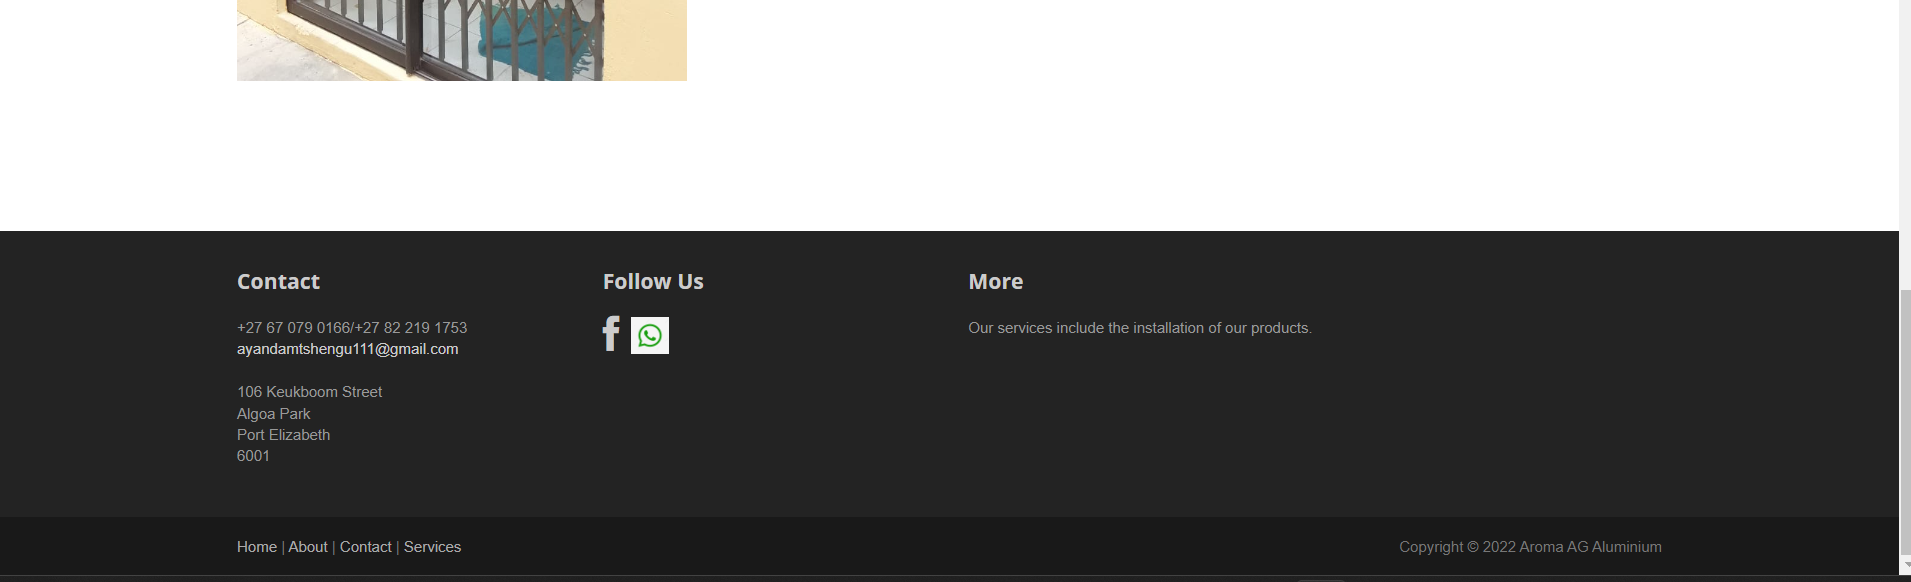 Contact
+27 67 079 0166/+27 82 219 1753
ayandamtshengu111@gmail.com
106 Keukboom Street
Algoa Park
Port Elizabeth
6001
Follow Us
More
Our services include the installation of our products.
Home | About | Contact | Services
Copyright © 2022 Aroma AG Aluminium